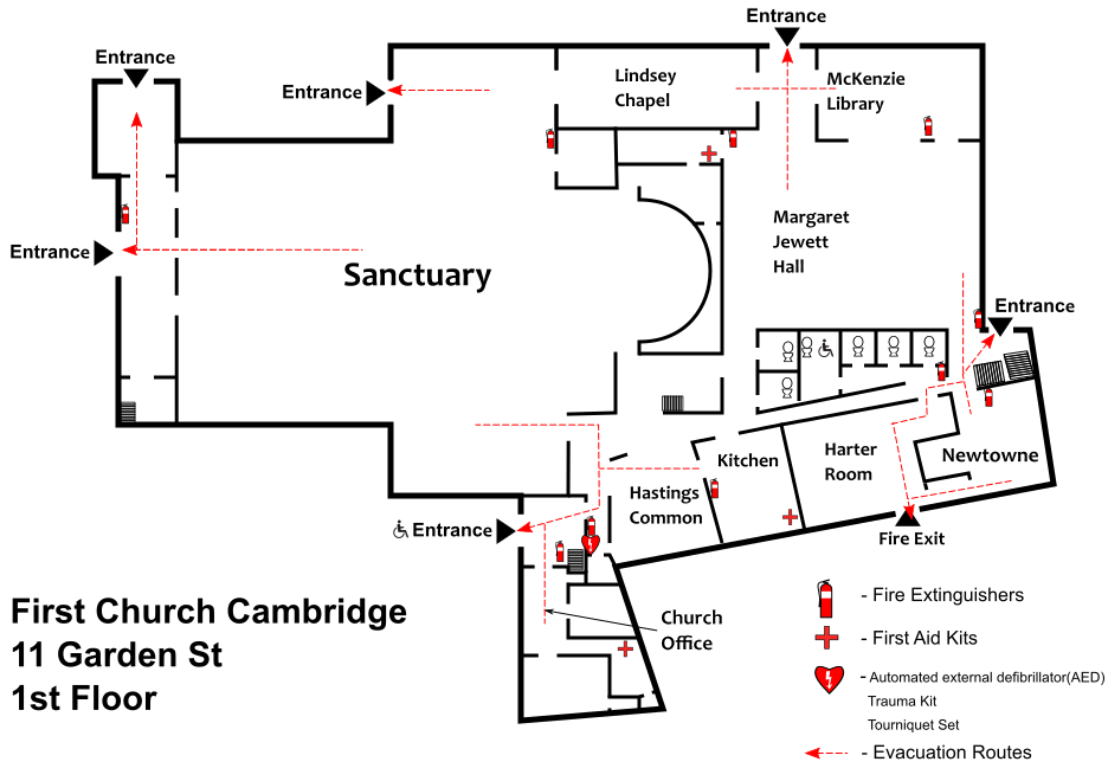 Entrance
Entrance
Entrance
Lindsey
Chapel
McKenzie
Library
Entrance
Sanctuary
Margaret
Jewett
Hall
Entrance
Kitchen
Harter
Room
Newtowne
Hastings
Common
Entrance
Fire Exit
Church
Office
First Church Cambridge
11 Garden St
1st Floor
- Fire Extinguishers
- First Aid Kits
- Automated external defibrillator(AED)
Trauma Kit
Tourniquet Set
- Evacuation Routes